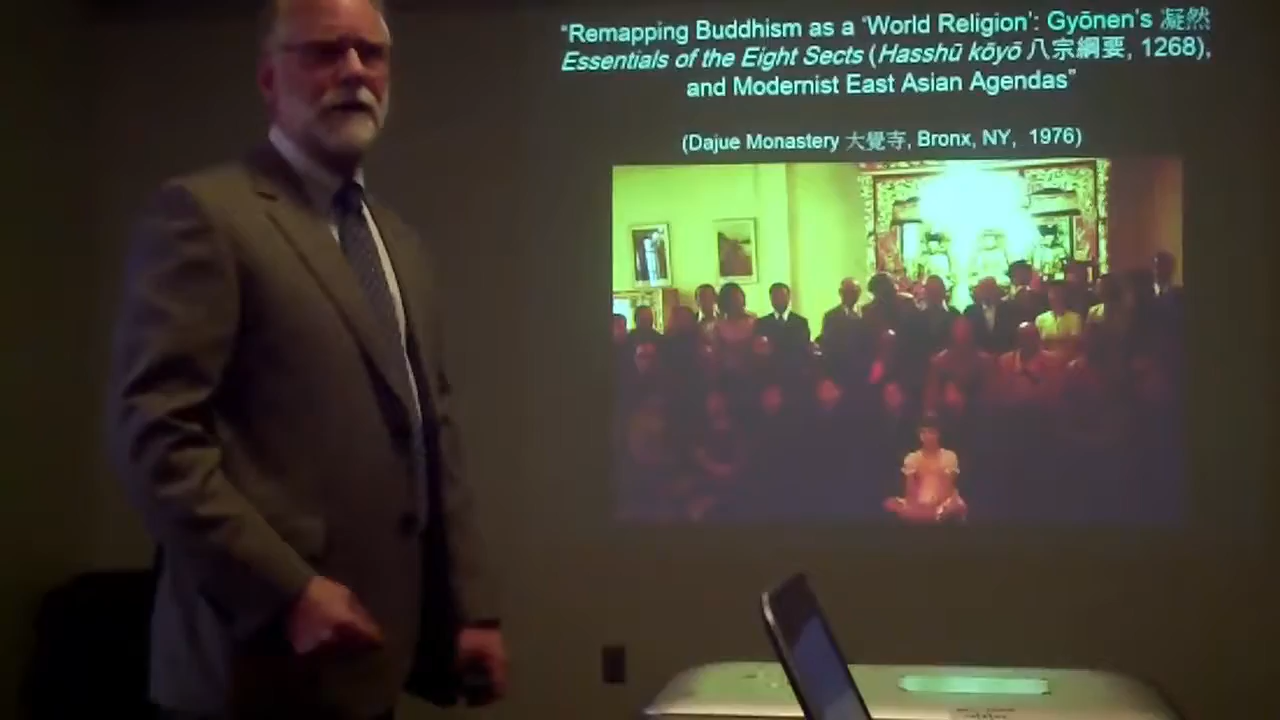 “Remapping Buddhism as a ‘World Religion’: Gyōnen’s 凝然
Essentials of the Eight Sects (Hasshū kōyō 八宗綱要, 1268),
and Modernist East Asian Agendas”
(Dajue Monastery 大覺寺, Bronx, NY, 1976)